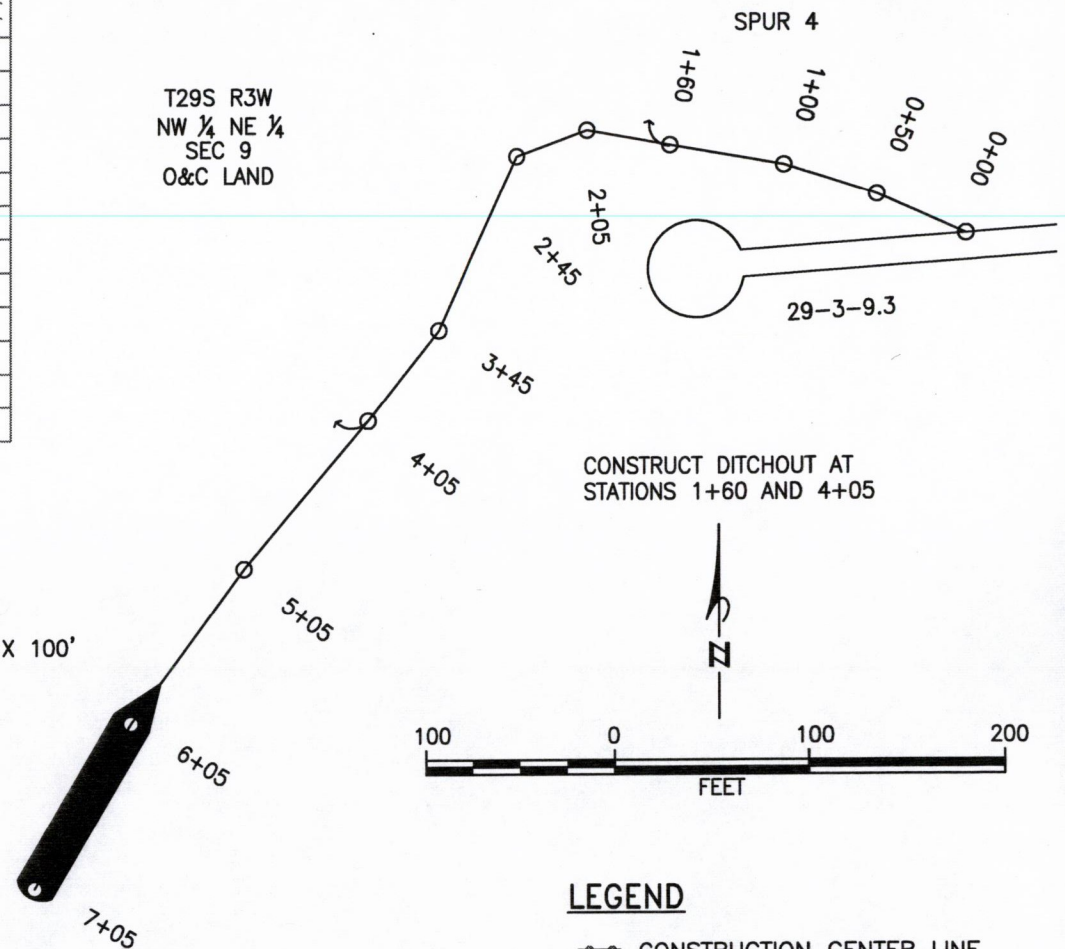 SPUR 4
T29S R3W
NW ¼ NE ¼
SEC 9
O&C LAND
1+60
1+00
0+50
0+00
2+05
2+45
29-3-9.3
3+45
4+05
CONSTRUCT DITCHOUT AT
STATIONS 1+60 AND 4+05
5+05
X 100'
N
6+05
100 0 100 200
FEET
7+05
LEGEND
CONSTRUCTION CENTER LINE